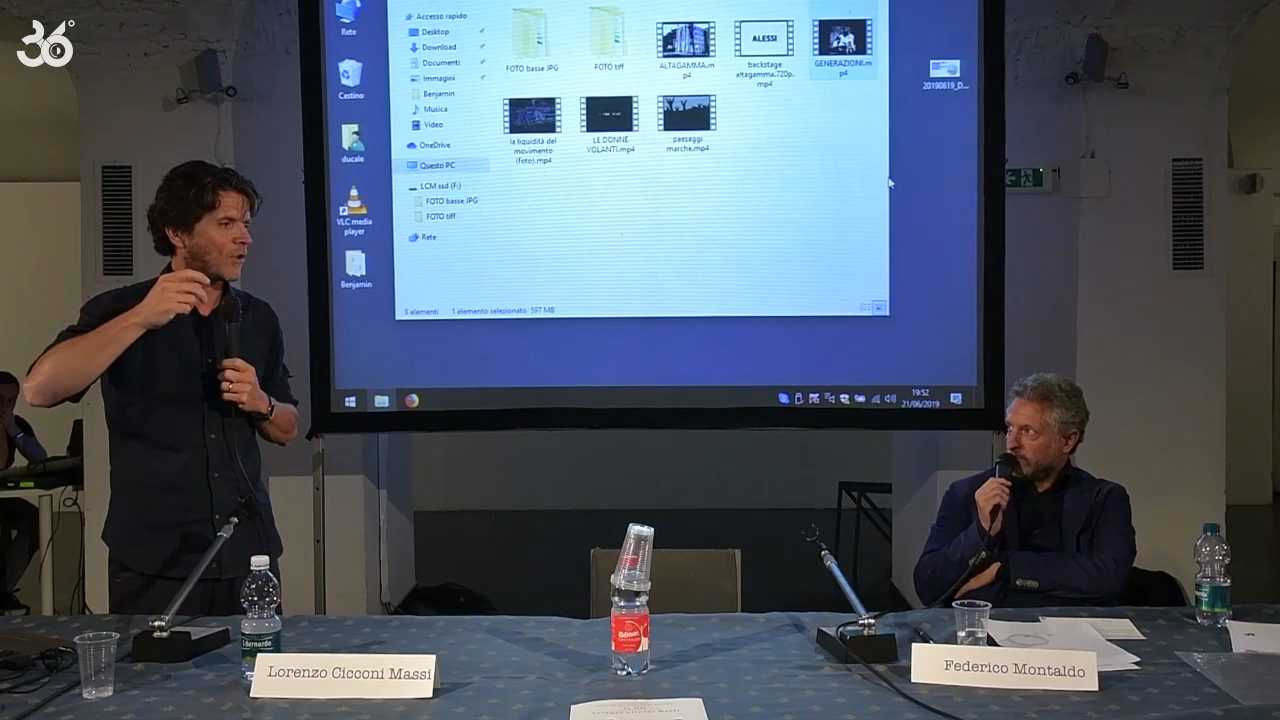 36°
Rete
Cestino
ducale
VLC media
player
Benjamin
Accesso rapido
Desktop
Download
Documenti
Immagini
Benjamin
Musica
Video
OneDrive
Questo PC
LCM ssd (F:)
FOTO basse JPG
FOTO tiff
Rete
FOTO basse JPG
FOTO tiff
ALTAGAMMA.m
p4
ALESSI
backstage
altagamma.720p.
mp4
GENERAZIONI.m
p4
la liquidità del
movimento
(foto).mp4
LE DONNE
VOLANTI.mp4
paesaggi
marche.mp4
20190619_D...
8 elementi 1 elemento selezionato 597 MB
19:52
21/06/2019
S.Bernardo
Lorenzo Cicconi Massi
Federico Montaldo